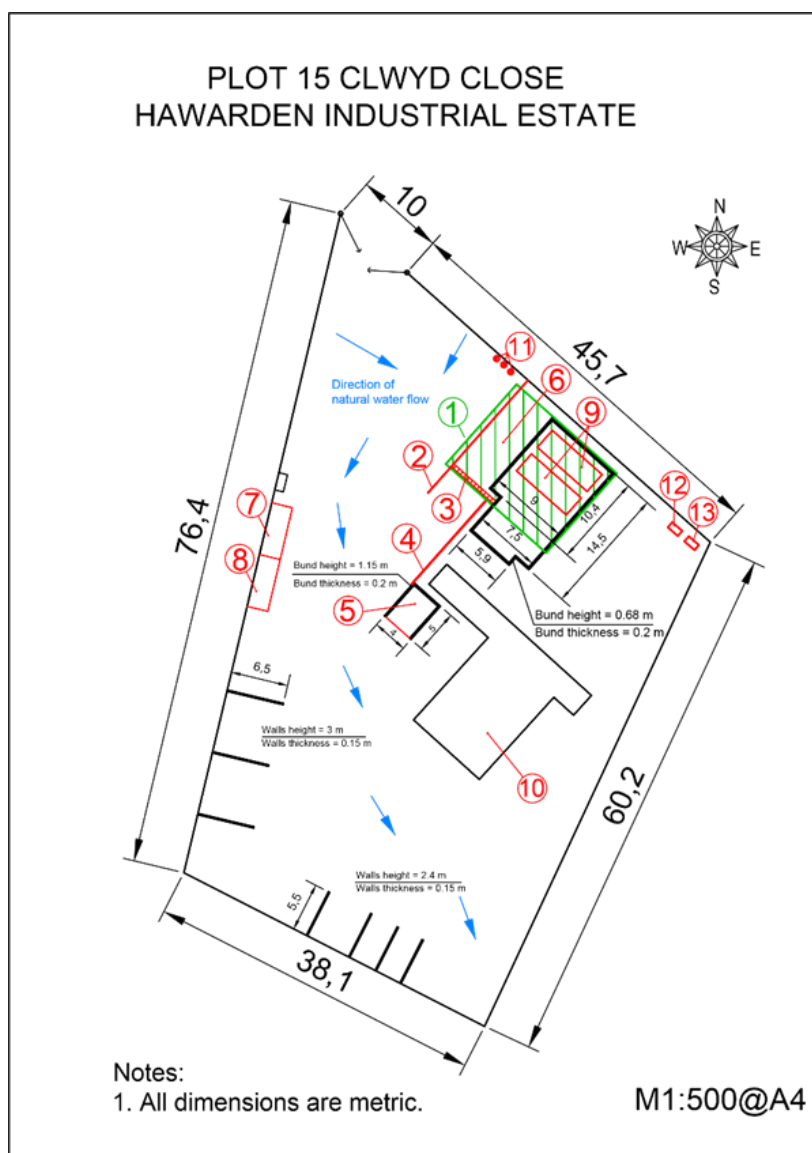 PLOT 15 CLWYD CLOSE
HAWARDEN INDUSTRIAL ESTATE
N
W E
S
10
45,7
76,4
60,2
38,1
Direction of
natural water flow
11
1
6
9
2
3
12
13
9
7,5
10,4
14,5
5,9
4
7
8
5
Bund height = 1.15 m
Bund thickness = 0.2 m
Bund height = 0.68 m
Bund thickness = 0.2 m
4
5
6,5
Walls height = 3 m
Walls thickness = 0.15 m
10
Walls height = 2.4 m
Walls thickness = 0.15 m
5,5
Notes:
1. All dimensions are metric.
M1:500@A4